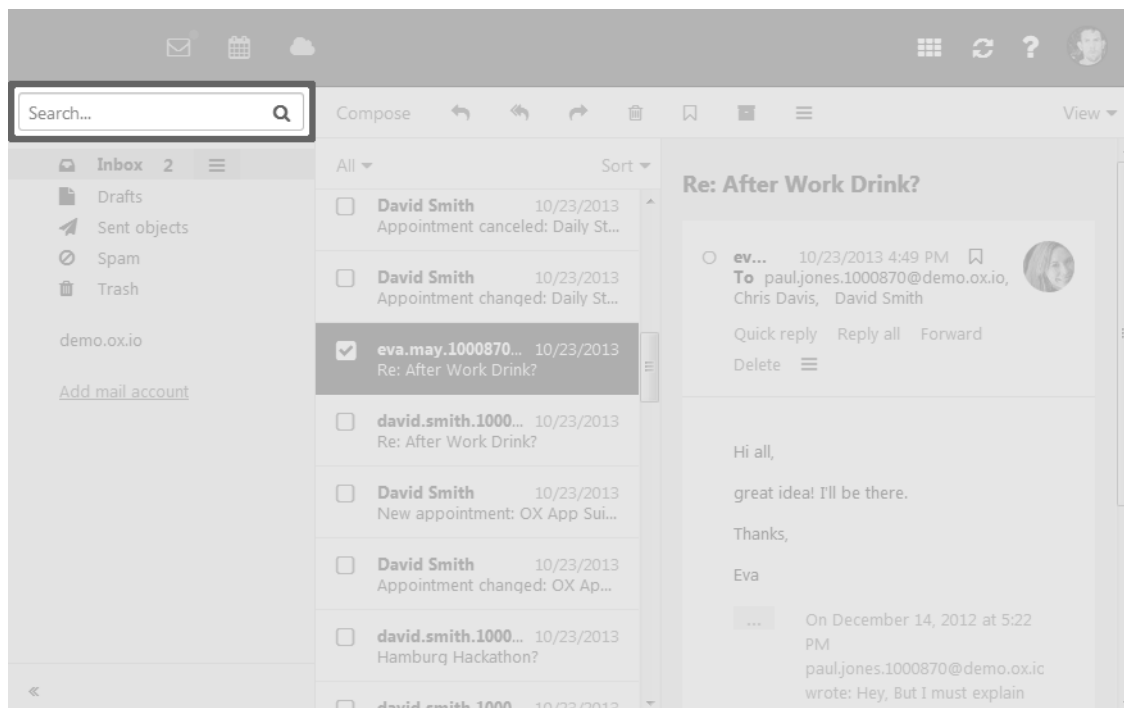 Search...
Compose
View
Inbox 2
Drafts
Sent objects
Spam
Trash
demo.ox.io
Add mail account
All
Sort
David Smith 10/23/2013
Appointment canceled: Daily St...
David Smith 10/23/2013
Appointment changed: Daily St...
eva.may.1000870... 10/23/2013
Re: After Work Drink?
david.smith.1000... 10/23/2013
Re: After Work Drink?
David Smith 10/23/2013
New appointment: OX App Sui...
David Smith 10/23/2013
Appointment changed: OX Ap...
david.smith.1000... 10/23/2013
Hamburg Hackathon?
david.smith.1000... 10/23/2013
Re: After Work Drink?
ev... 10/23/2013 4:49 PM
To paul.jones.1000870@demo.ox.io,
Chris Davis, David Smith
Quick reply Reply all Forward
Delete
Hi all,
great idea! I'll be there.
Thanks,
Eva
...
On December 14, 2012 at 5:22
PM
paul.jones.1000870@demo.ox.ic
wrote: Hey, But I must explain